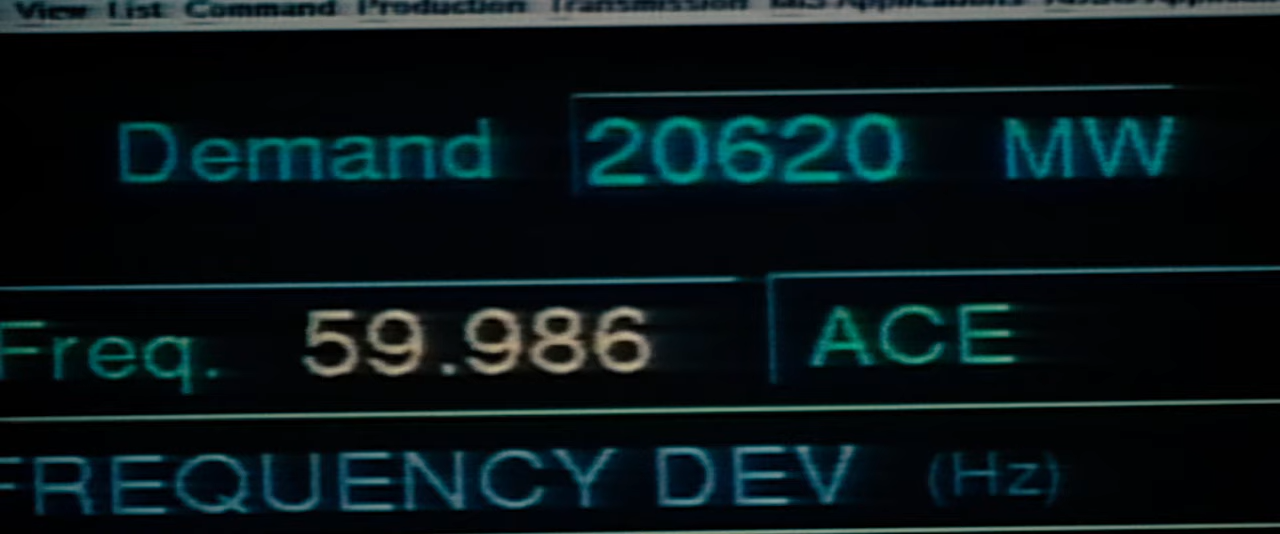 View List Command Production Transmission
Demand 20620 MW
Freq. 59.986 ACE
FREQUENCY DEV (Hz)